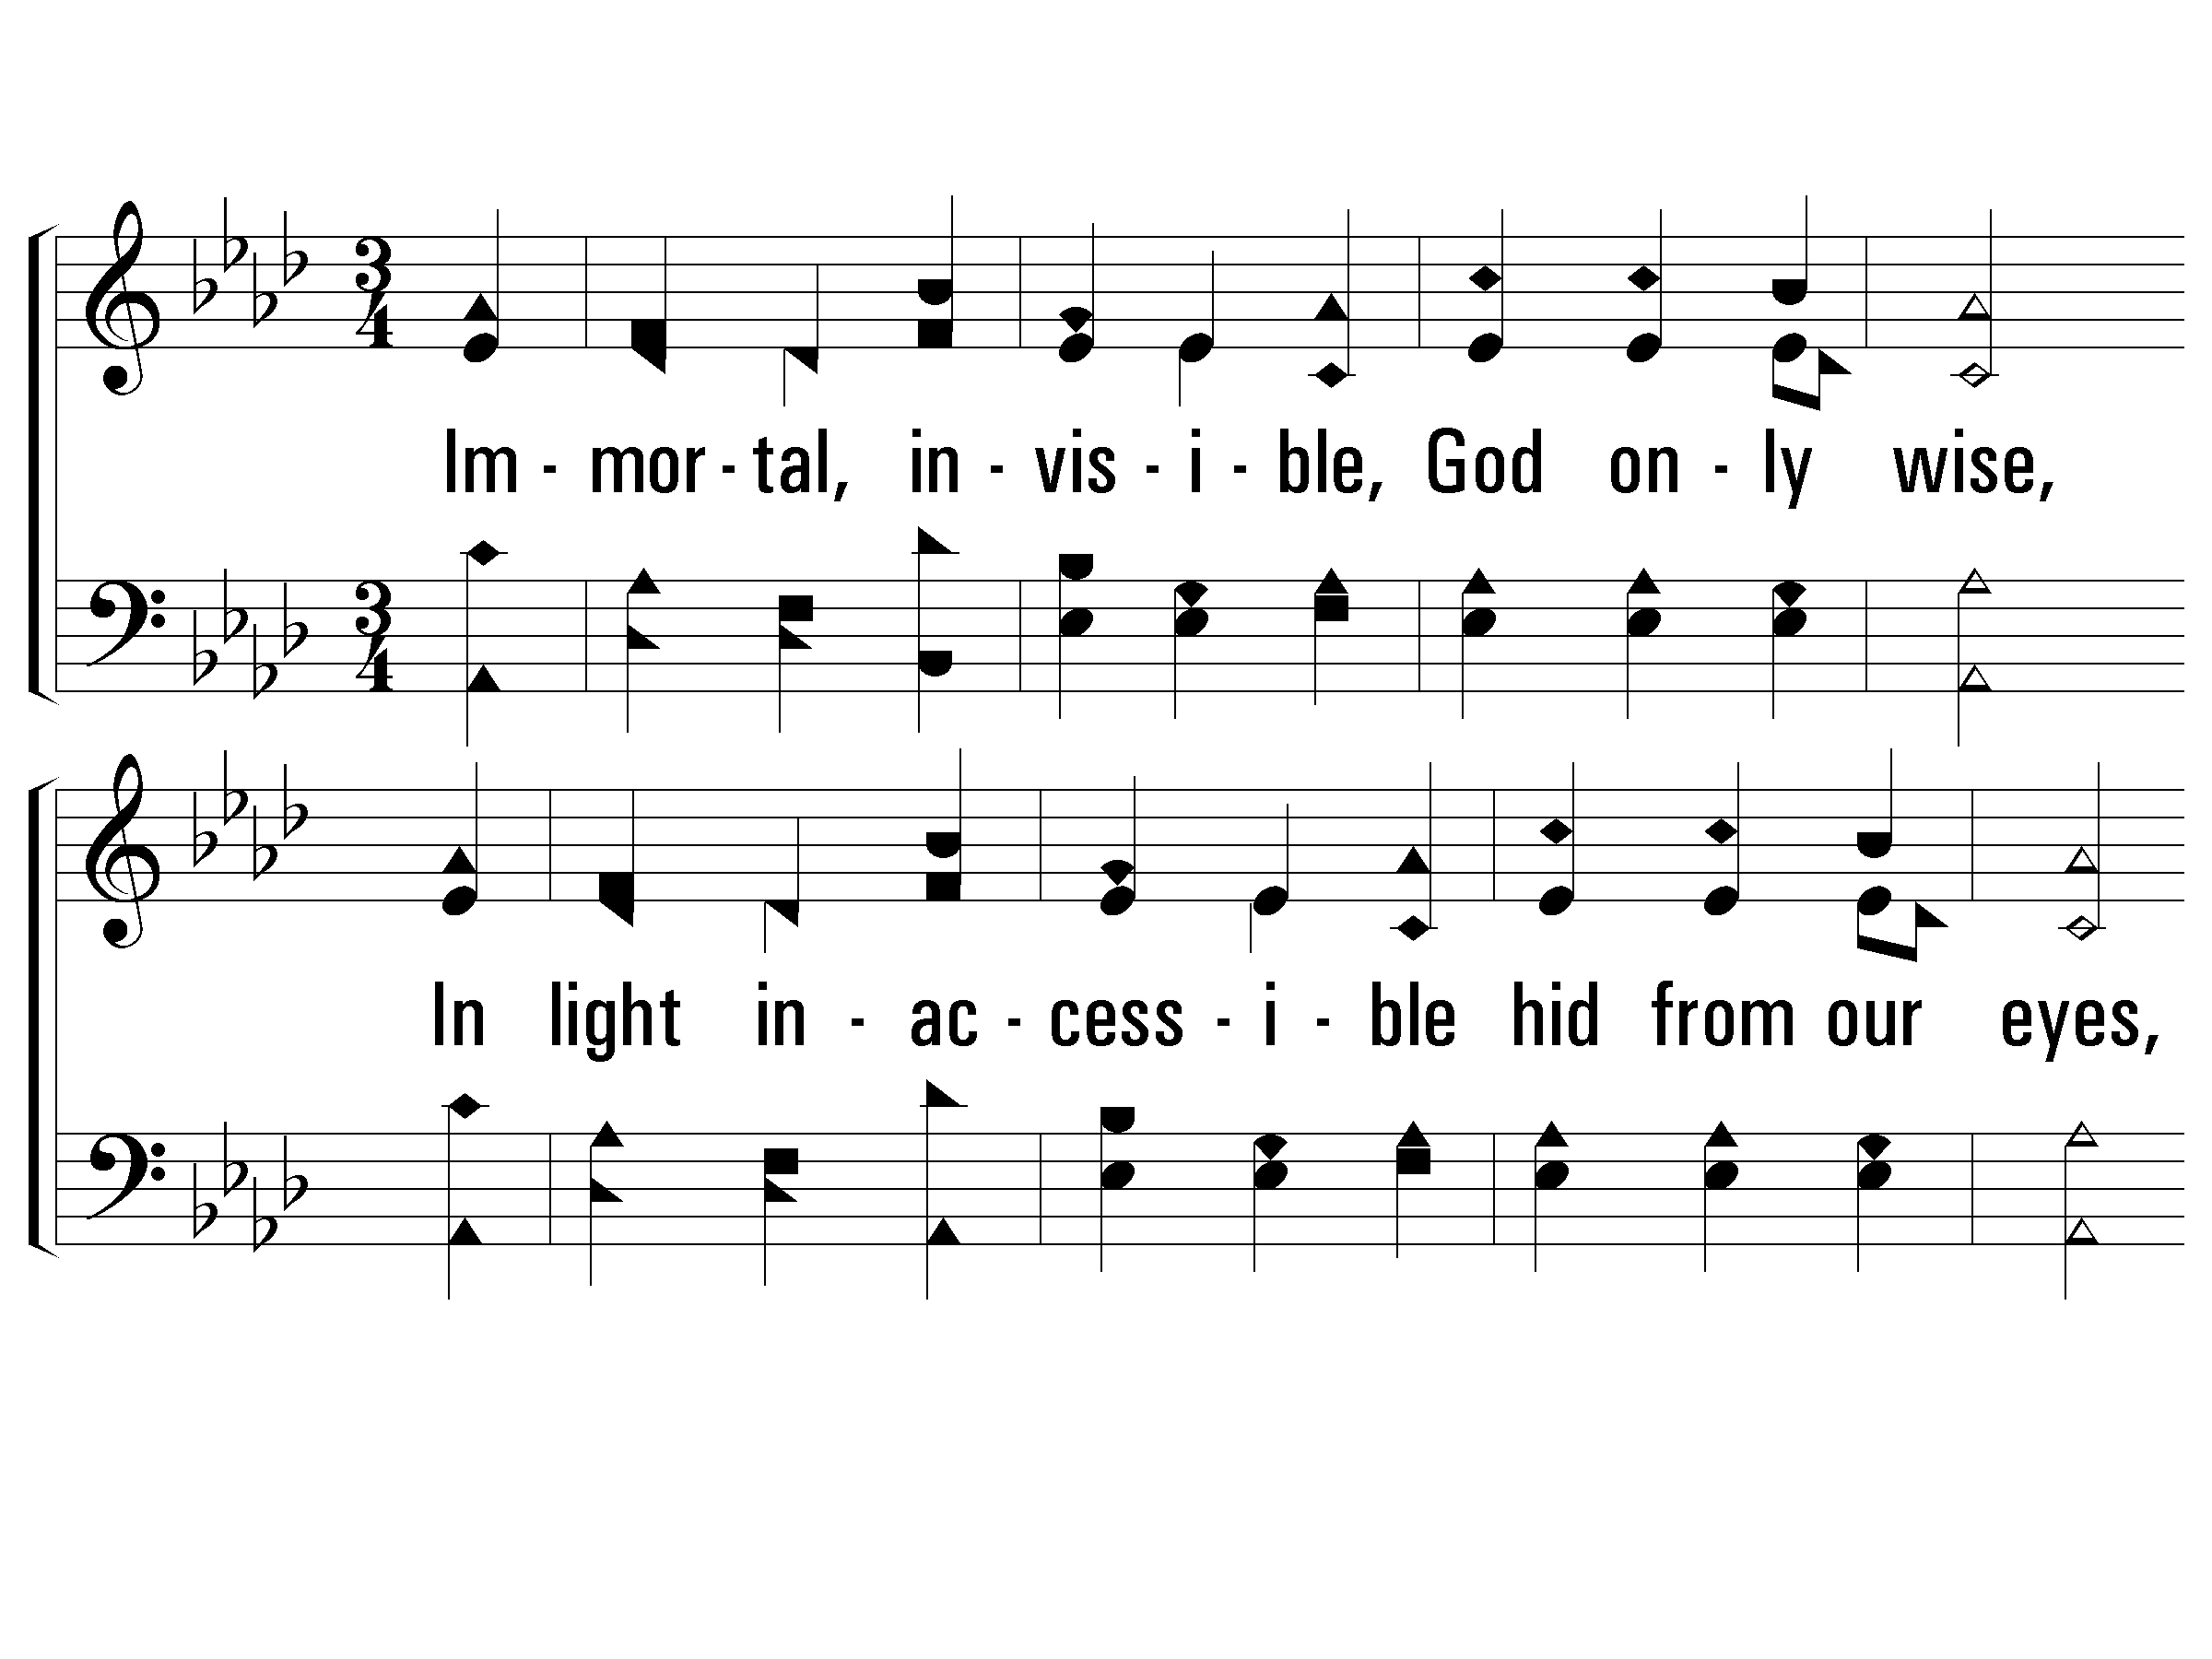 Im - mor - tal, in - vis - i - ble, God on - ly wise,
In light in - ac - cess - i - ble hid from our eyes,